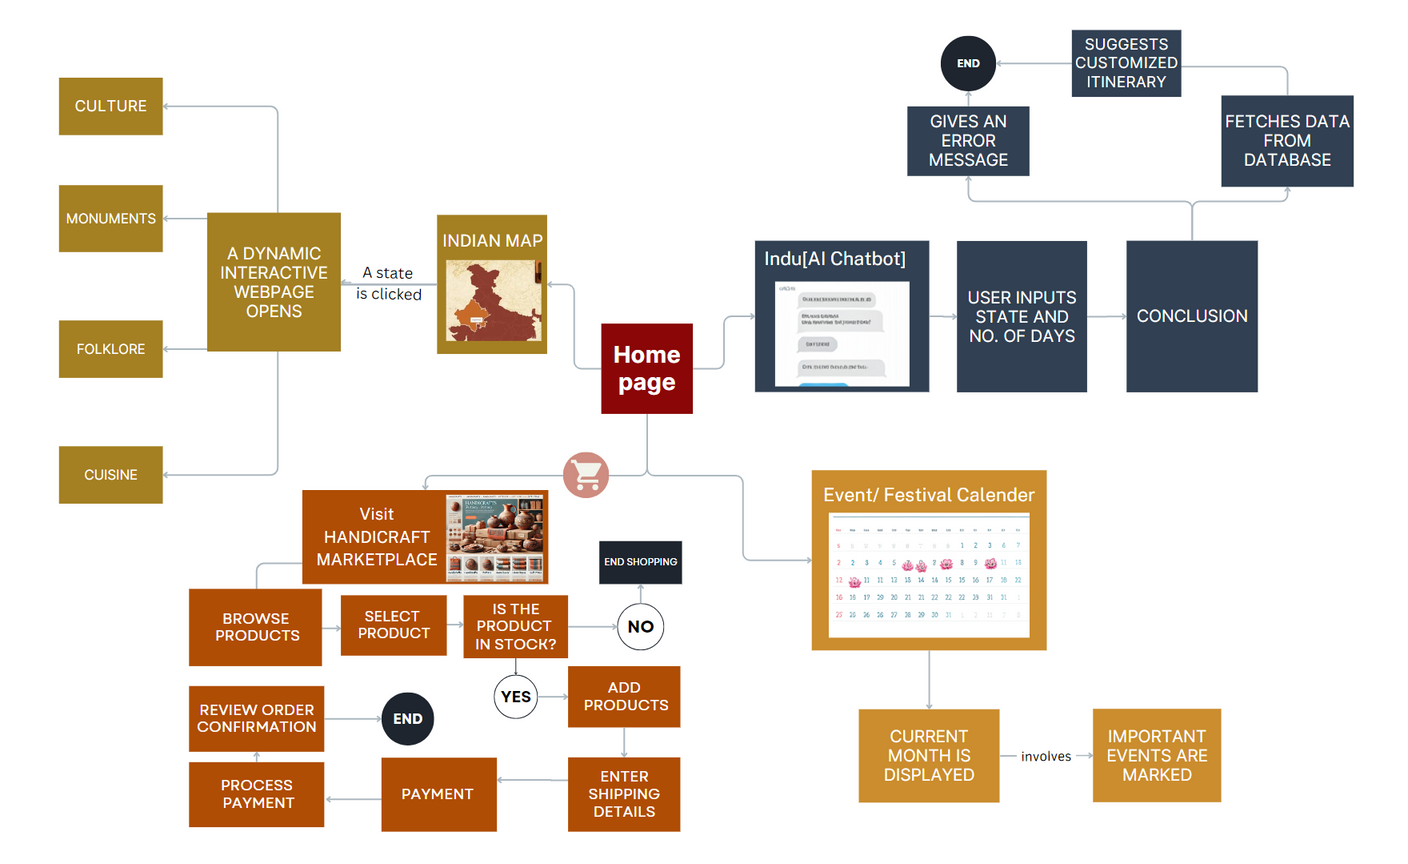 CULTURE
MONUMENTS
FOLKLORE
CUISINE
A DYNAMIC
INTERACTIVE
WEBPAGE
OPENS
A state
is clicked
INDIAN MAP
Home
page
Indu[AI Chatbot]
USER INPUTS
STATE AND
NO. OF DAYS
CONCLUSION
GIVES AN
ERROR
MESSAGE
END
SUGGESTS
CUSTOMIZED
ITINERARY
FETCHES DATA
FROM
DATABASE
Visit
HANDICRAFT
MARKETPLACE
BROWSE
PRODUCTS
SELECT
PRODUCT
IS THE
PRODUCT
IN STOCK?
NO
END SHOPPING
YES
ADD
PRODUCTS
ENTER
SHIPPING
DETAILS
PAYMENT
PROCESS
PAYMENT
REVIEW ORDER
CONFIRMATION
END
Event/ Festival Calender
CURRENT
MONTH IS
DISPLAYED
involves
IMPORTANT
EVENTS ARE
MARKED